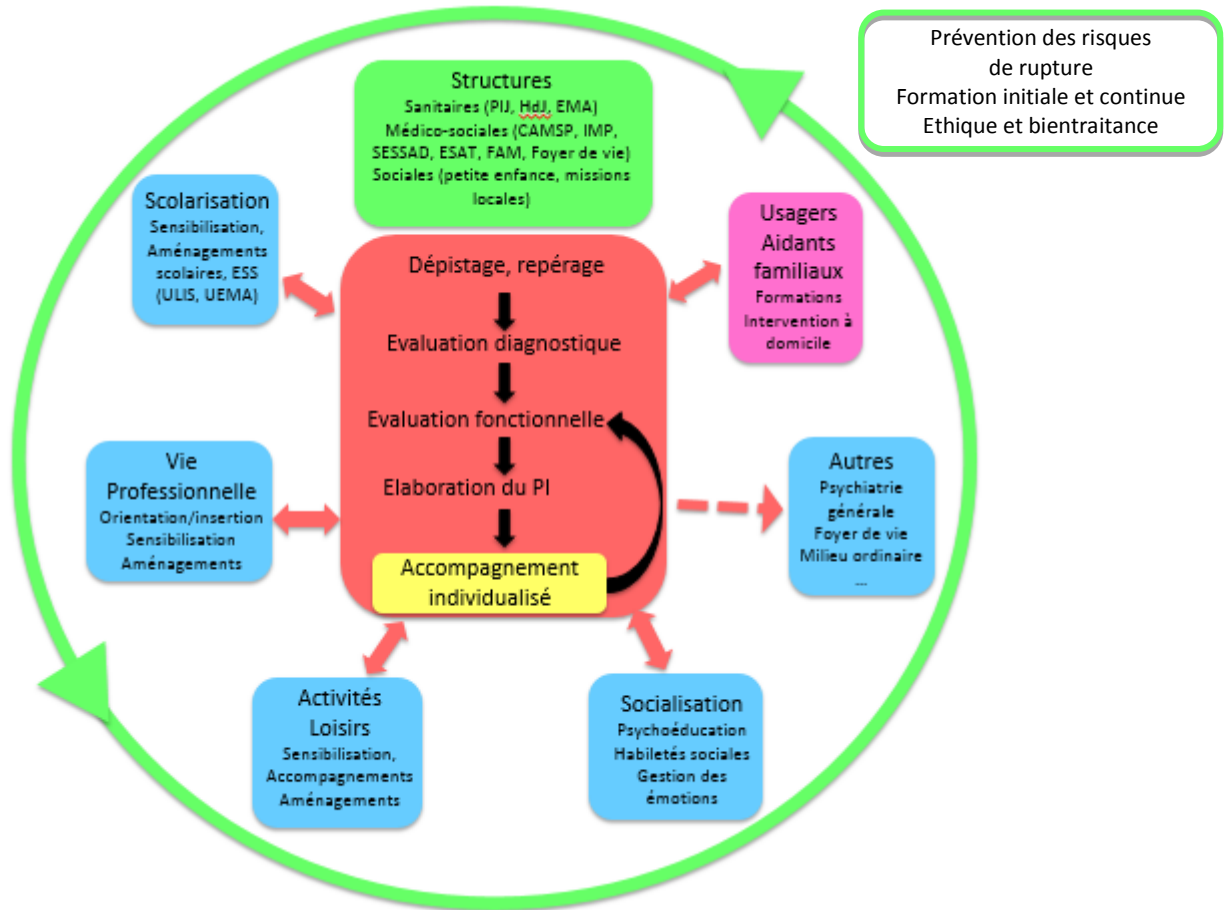 Prévention des risques
de rupture
Formation initiale et continue
Ethique et bientraitance
Structures
Sanitaires (PIJ, HdJ, EMA)
Médico-sociales (CAMSP, IMP,
SESSAD, ESAT, FAM, Foyer de vie)
Sociales (petite enfance, missions
locales)
Scolarisation
Sensibilisation,
Aménagements
scolaires, ESS
(ULIS, UEMA)
Usagers
Aidants
familiaux
Formations
Intervention à
domicile
Dépistage, repérage
Evaluation diagnostique
Evaluation fonctionnelle
Elaboration du PI
Accompagnement
individualisé
Vie
Professionnelle
Orientation/insertion
Sensibilisation
Aménagements
Autres
Psychiatrie
générale
Foyer de vie
Milieu ordinaire
...
Activités
Loisirs
Sensibilisation,
Accompagnements
Aménagements
Socialisation
Psychoéducation
Habiletés sociales
Gestion des
émotions